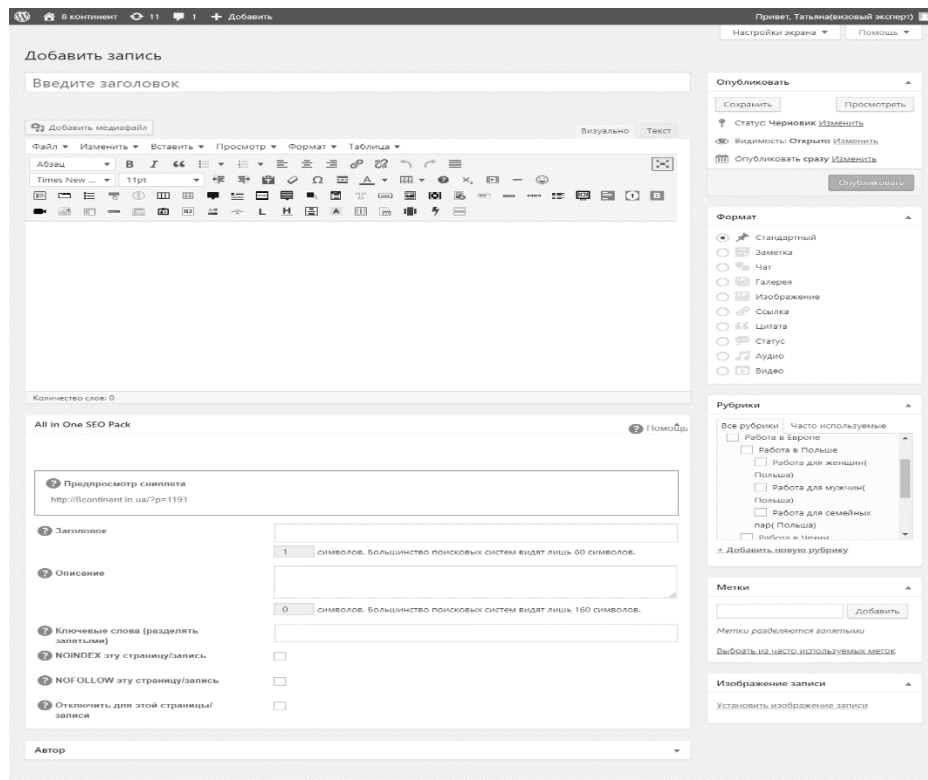 8 континент 11 1 + Добавить Привет, Татьяна(визовый эксперт)
Настройки экрана Помощь
Добавить запись
Введите заголовок
Добавить медиафайл
Визуально Текст
Файл Изменить Вставить Просмотр Формат Таблица
Абзац
Times New ... 11pt
Количество слов: 0
All in One SEO Pack
Помощь
Предпросмотр сниппета
http://8continent.in.ua/?p=1191
Заголовок
1 символов. Большинство поисковых систем видят лишь 60 символов.
Описание
0 символов. Большинство поисковых систем видят лишь 160 символов.
Ключевые слова (разделять
запятыми)
NOINDEX эту страницу/запись
NOFOLLOW эту страницу/запись
Отключить для этой страницы/
записи
Автор
Опубликовать
Сохранить Просмотреть
Статус: Черновик Изменить
Видимость: Открыто Изменить
Опубликовать сразу Изменить
Опубликовать
Формат
Стандартный
Заметка
Чат
Галерея
Изображение
Ссылка
Цитата
Статус
Аудио
Видео
Рубрики
Все рубрики Часто используемые
Работа в Европе
Работа в Польше
Работа для женщин(
Польша)
Работа для мужчин(
Польша)
Работа для семейных
пар( Польша)
Работа в Чехии
+ Добавить новую рубрику
Метки
Добавить
Метки разделяются запятыми
Выбрать из часто используемых меток
Изображение записи
Установить изображение записи